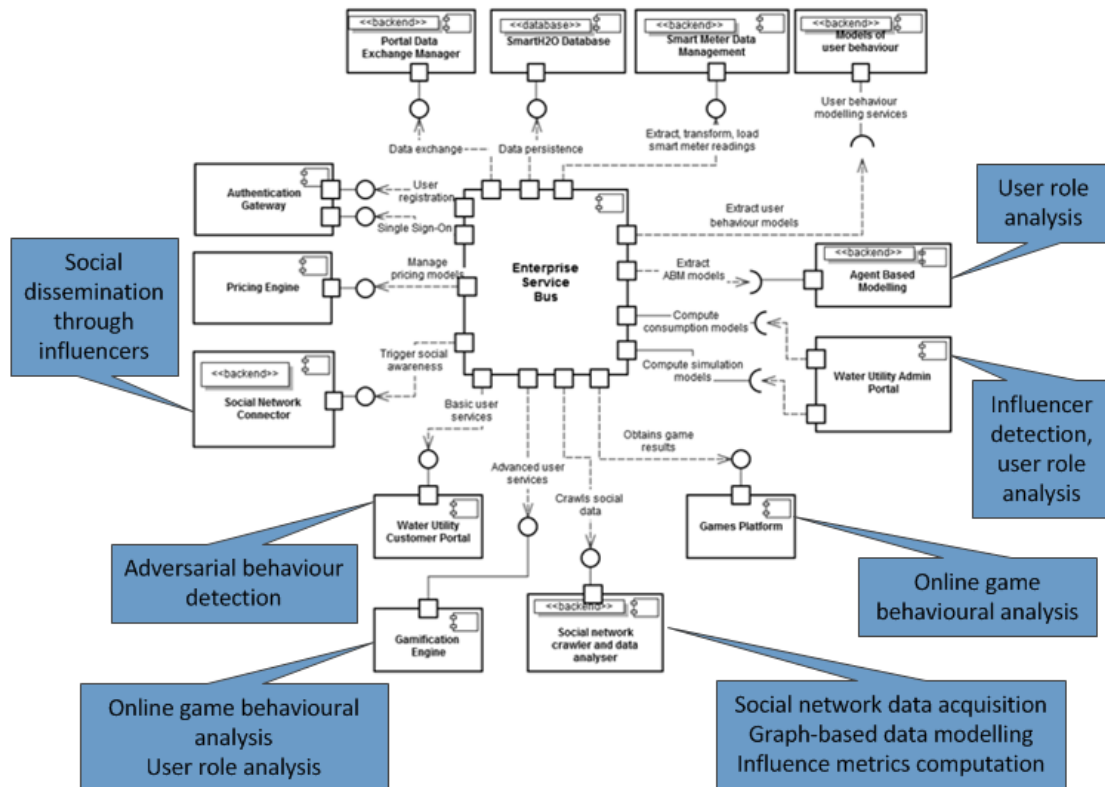 <<backend>>
Portal Data
Exchange Manager
<<database>>
SmartH2O Database
<<backend>>
Smart Meter Data
Management
<<backend>>
Models of
user behaviour
User behaviour
modelling services
Extract, transform, load
smart meter readings
Data exchange
Data persistence
Authentication
Gateway
User
registration
Single Sign-On
Extract user
behaviour models
User role
analysis
Social
dissemination
through
influencers
Pricing Engine
Manage
pricing models
Enterprise
Service
Bus
Extract
ABM models
<<backend>>
Agent Based
Modelling
Compute
consumption models
Trigger social
awareness
<<backend>>
Social Network
Connector
Compute simulation
models
Water Utility Admin
Portal
Influencer
detection,
user role
analysis
Basic user
services
Advanced user
services
Crawls social
data
Obtains game
results
Water Utility
Customer Portal
Games Platform
Adversarial behaviour
detection
Online game
behavioural analysis
Gamification
Engine
<<backend>>
Social network
crawler and data
analyser
Online game behavioural
analysis
User role analysis
Social network data acquisition
Graph-based data modelling
Influence metrics computation